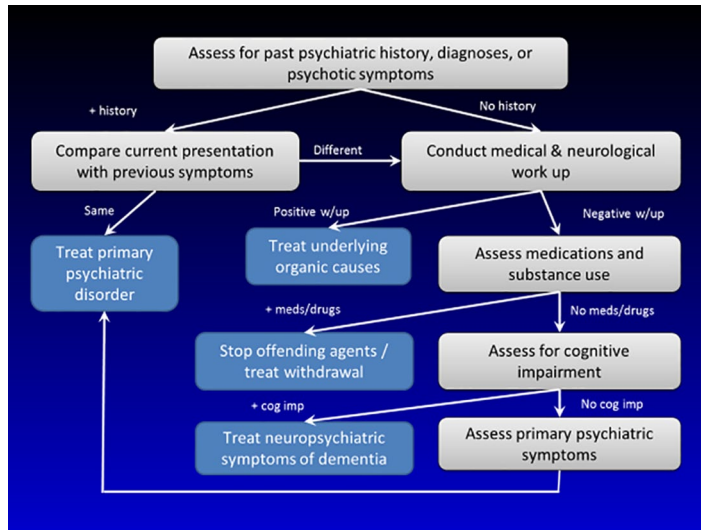 Assess for past psychiatric history, diagnoses, or
psychotic symptoms
+ history
No history
Compare current presentation
with previous symptoms
Different
Conduct medical & neurological
work up
Same
Positive w/up
Negative w/up
Treat primary
psychiatric
disorder
Treat underlying
organic causes
Assess medications and
substance use
+ meds/drugs
No meds/drugs
Stop offending agents /
treat withdrawal
Assess for cognitive
impairment
+ cog imp
No cog imp
Treat neuropsychiatric
symptoms of dementia
Assess primary psychiatric
symptoms